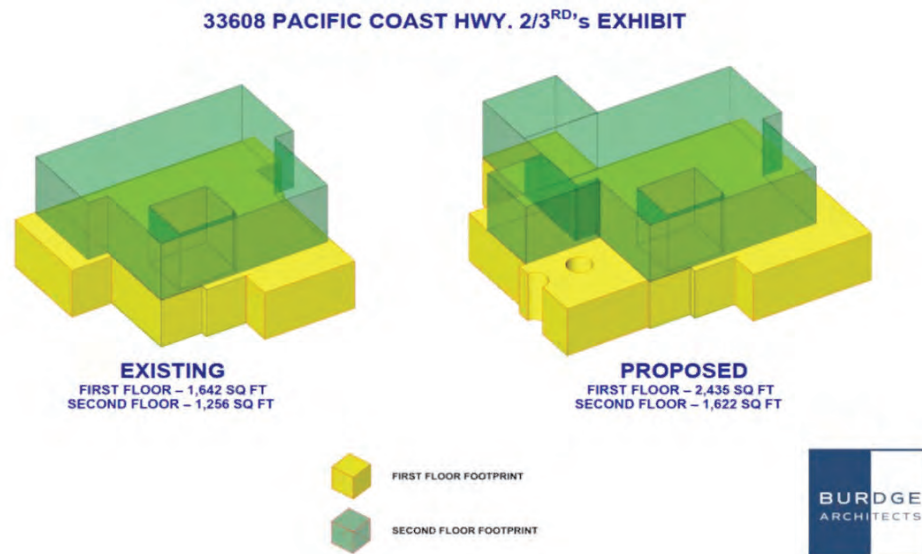 33608 PACIFIC COAST HWY. 2/3RD's EXHIBIT
EXISTING
FIRST FLOOR – 1,642 SQ FT
SECOND FLOOR – 1,256 SQ FT
PROPOSED
FIRST FLOOR – 2,435 SQ FT
SECOND FLOOR – 1,622 SQ FT
FIRST FLOOR FOOTPRINT
SECOND FLOOR FOOTPRINT
BURDGE
ARCHITECTS